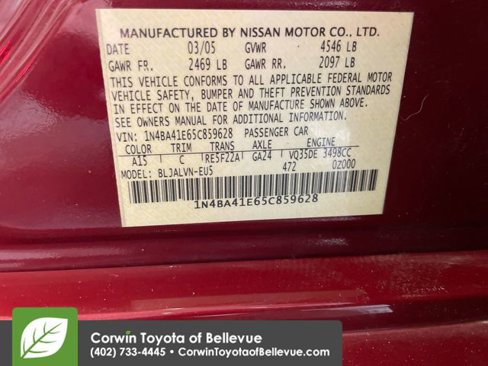 MANUFACTURED BY NISSAN MOTOR CO., LTD.
DATE 03/05 GVWR 4546 LB
GAWR FR. 2469 LB GAWR RR. 2097 LB
THIS VEHICLE CONFORMS TO ALL APPLICABLE FEDERAL MOTOR
VEHICLE SAFETY, BUMPER AND THEFT PREVENTION STANDARDS
IN EFFECT ON THE DATE OF MANUFACTURE SHOWN ABOVE.
SEE OWNERS MANUAL FOR ADDITIONAL INFORMATION.
VIN: 1N4BA41E65C859628 PASSENGER CAR
COLOR TRIM TRANS AXLE ENGINE
A15 C RE5F22A GA24 VQ35DE 3498CC
MODEL: BL3ALVN-EU5 472 0Z000
1N4BA41E65C859628
Corwin Toyota of Bellevue
(402) 733-4445 • CorwinToyotaofBellevue.com